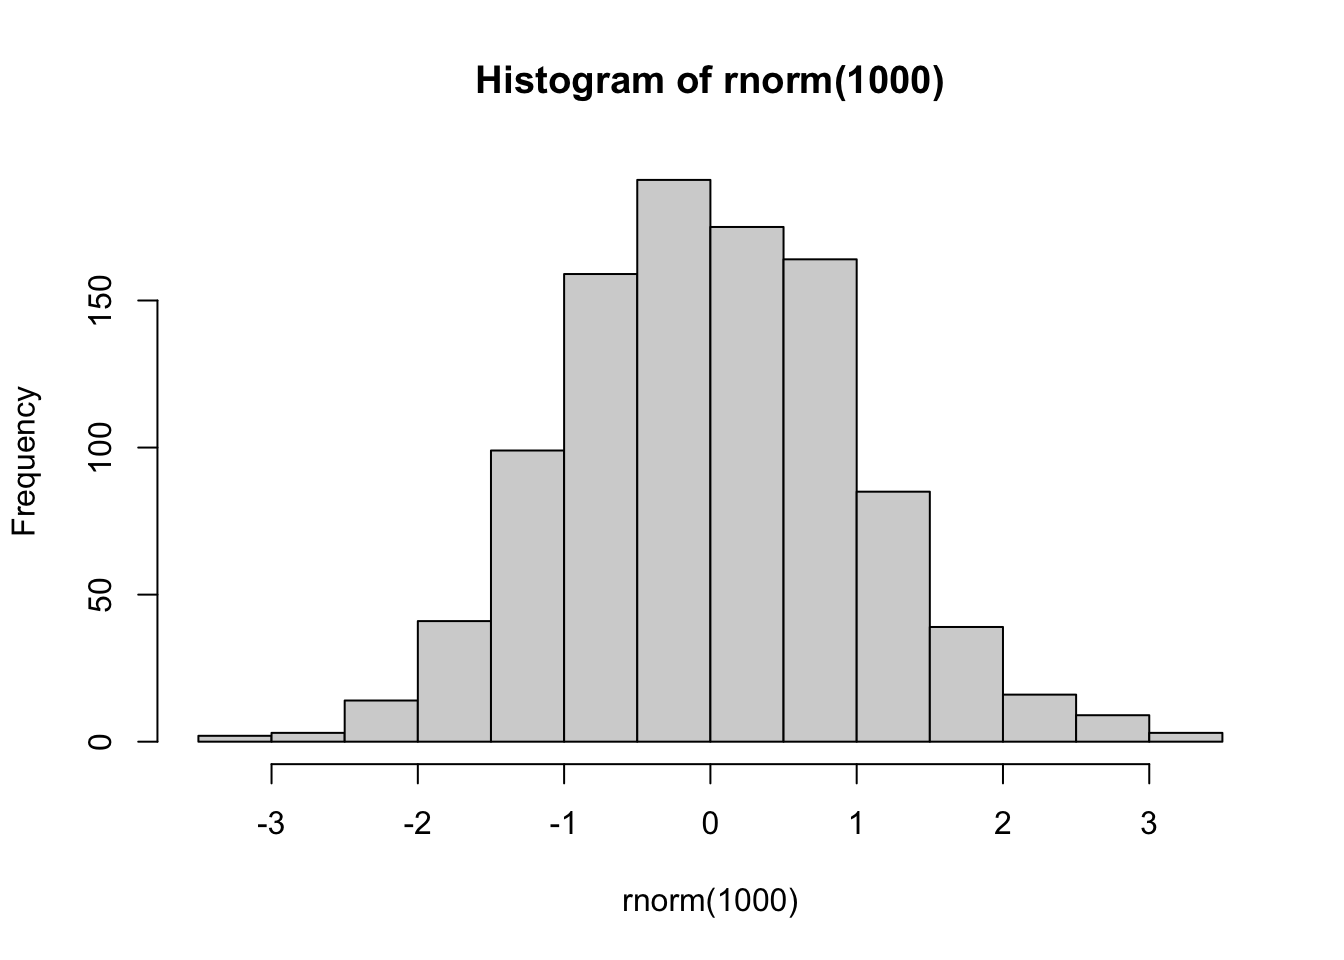 Histogram of rnorm(1000)
Frequency
150
100
50
0
-3 -2 -1 0 1 2 3
rnorm(1000)